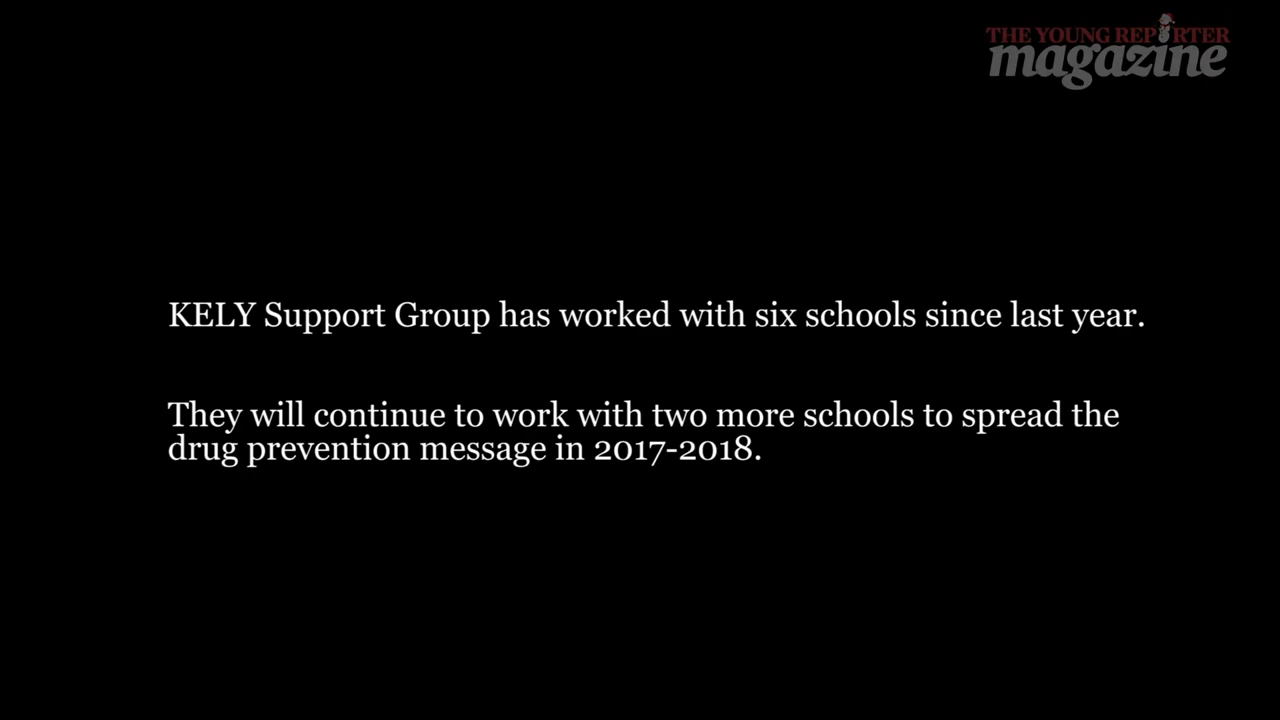 THE YOUNG REPORTER
magazine
KELY Support Group has worked with six schools since last year.
They will continue to work with two more schools to spread the
drug prevention message in 2017-2018.